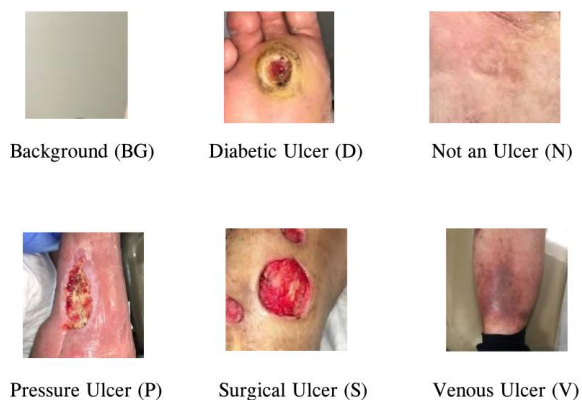 Background (BG)
Diabetic Ulcer (D)
Not an Ulcer (N)
Pressure Ulcer (P)
Surgical Ulcer (S)
Venous Ulcer (V)